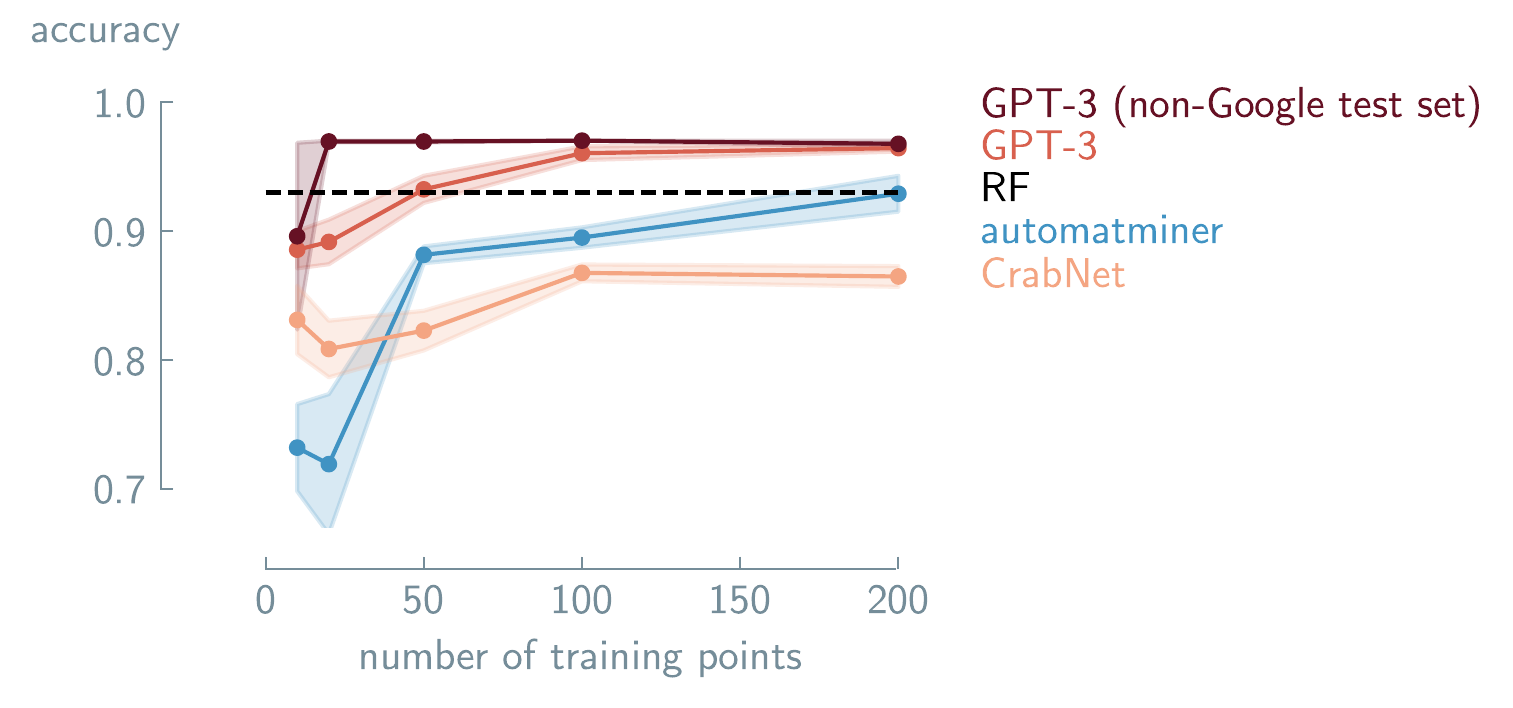 accuracy
1.0
0.9
0.8
0.7
0 50 100 150 200
number of training points
GPT-3 (non-Google test set)
GPT-3
RF
automatminer
CrabNet